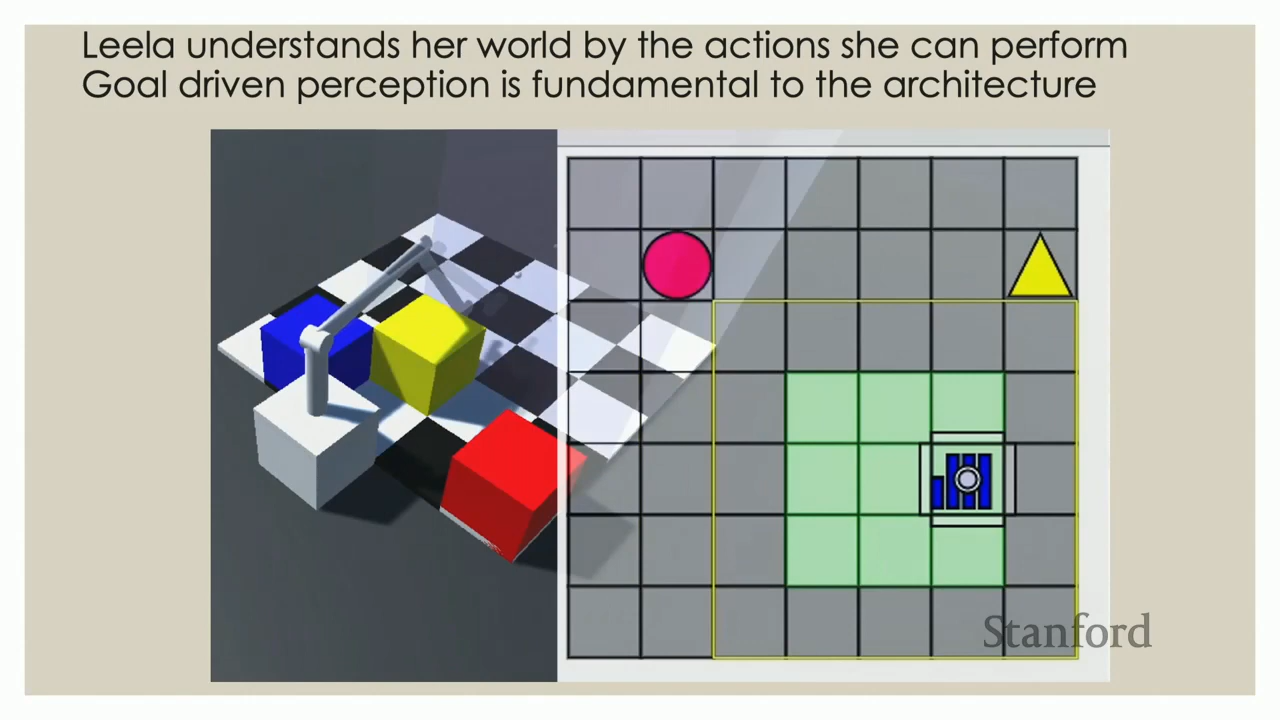 Leela understands her world by the actions she can perform
Goal driven perception is fundamental to the architecture
Stanford